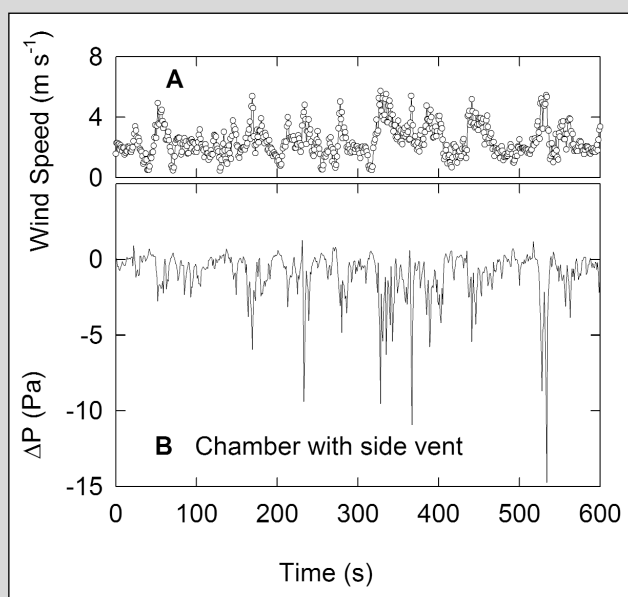 A
Wind Speed (m s⁻¹)
8
4
0
ΔP (Pa)
0
-5
-10
-15
B Chamber with side vent
0 100 200 300 400 500 600
Time (s)